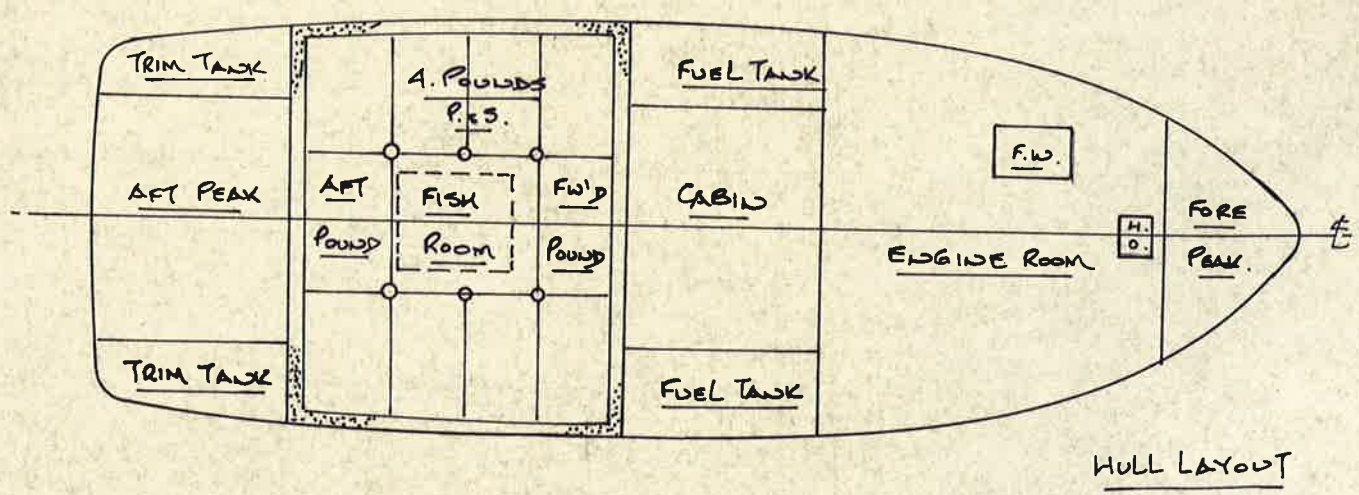 TRIM TANK
AFT PEAK
TRIM TANK
4. POUNDS
P. & S.
AFT
POUND
FISH
ROOM
FW'D
POUND
FUEL TANK
CABIN
FUEL TANK
F.W.
ENGINE ROOM
H.
O.
FORE
PEAK.
℄
HULL LAYOUT